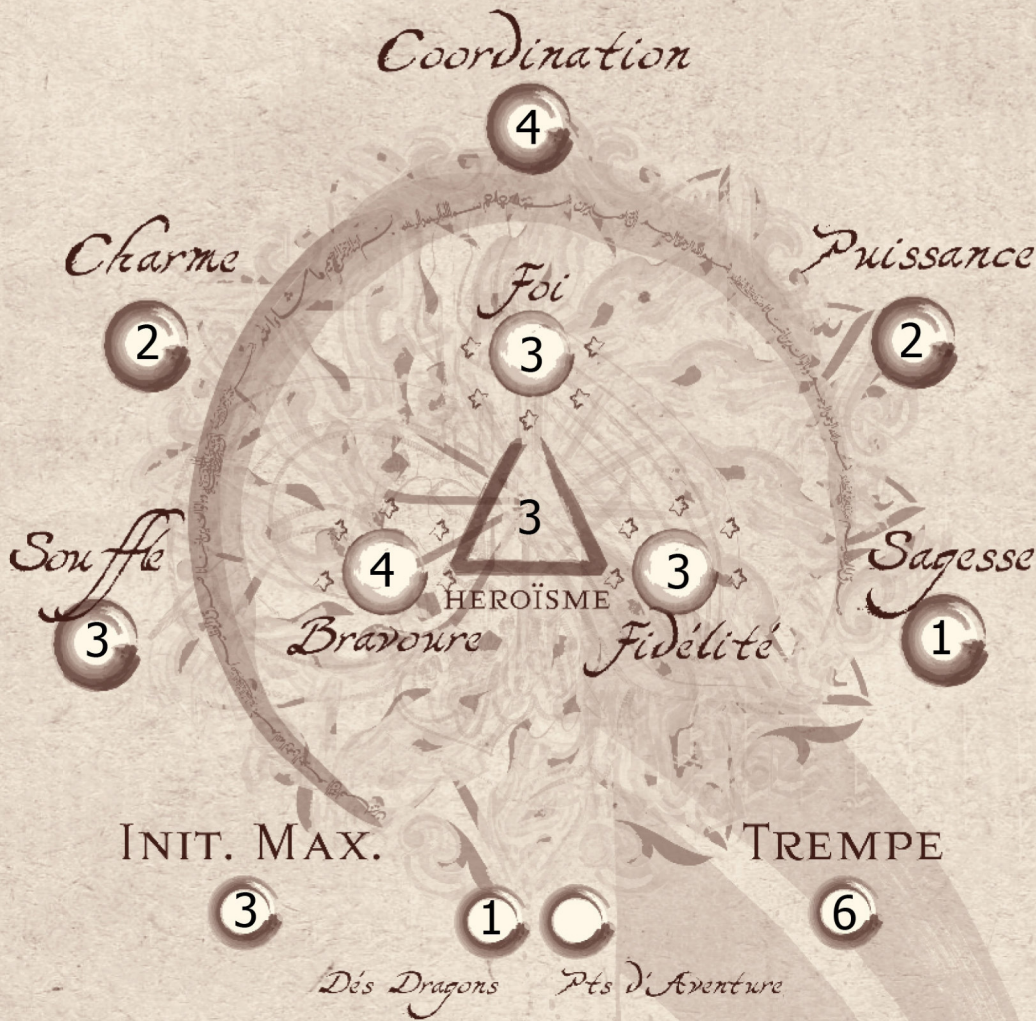 Coordination
4
Charme
Puissance
2
2
Foi
3
3
Souffle
Sagesse
3
4
3
1
HEROÏSME
Bravoure
Fidélité
INIT. MAX.
TREMPE
3
1
6
Dés Dragons
Pts d'Aventure